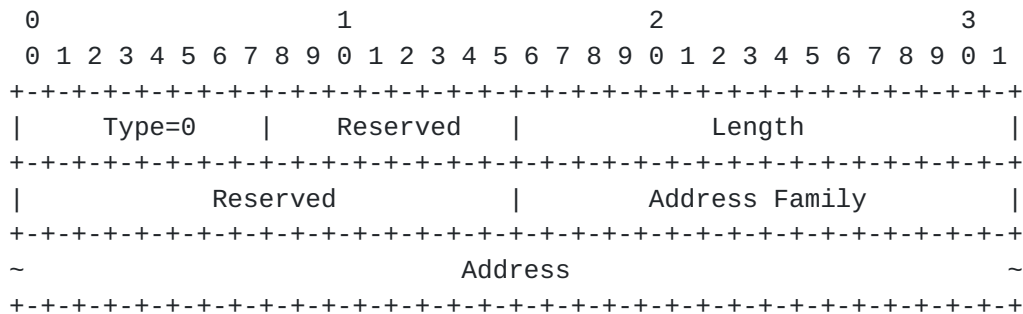 0                   1                   2                   3
 0 1 2 3 4 5 6 7 8 9 0 1 2 3 4 5 6 7 8 9 0 1 2 3 4 5 6 7 8 9 0 1
+-+-+-+-+-+-+-+-+-+-+-+-+-+-+-+-+-+-+-+-+-+-+-+-+-+-+-+-+-+-+-+-+
|     Type=0    |    Reserved   |            Length             |
+-+-+-+-+-+-+-+-+-+-+-+-+-+-+-+-+-+-+-+-+-+-+-+-+-+-+-+-+-+-+-+-+
|            Reserved           |        Address Family         |
+-+-+-+-+-+-+-+-+-+-+-+-+-+-+-+-+-+-+-+-+-+-+-+-+-+-+-+-+-+-+-+-+
~                            Address                            ~
+-+-+-+-+-+-+-+-+-+-+-+-+-+-+-+-+-+-+-+-+-+-+-+-+-+-+-+-+-+-+-+-+